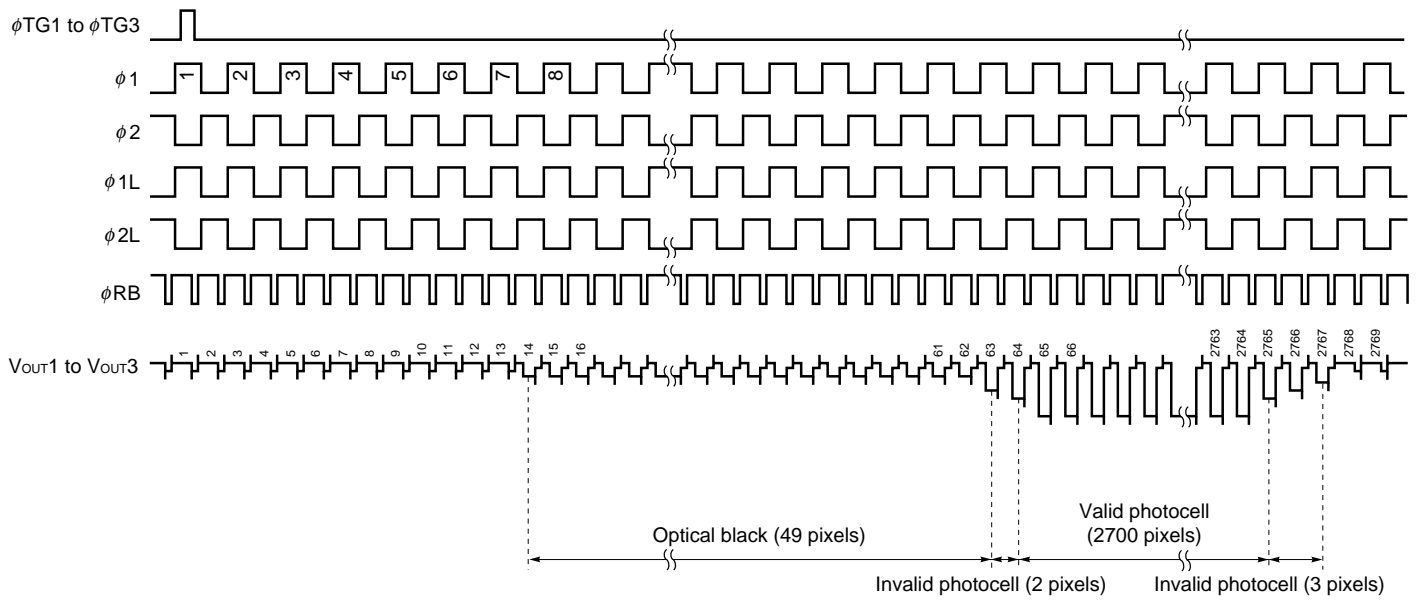 ϕTG1 to ϕTG3
ϕ1
1 2 3 4 5 6 7 8
ϕ2
ϕ1L
ϕ2L
ϕRB
VOUT1 to VOUT3
1 2 3 4 5 6 7 8 9 10 11 12 13 14 15 16 61 62 63 64 65 66 2763 2764 2765 2766 2767 2768 2769
Optical black (49 pixels)
Valid photocell
(2700 pixels)
Invalid photocell (2 pixels)
Invalid photocell (3 pixels)